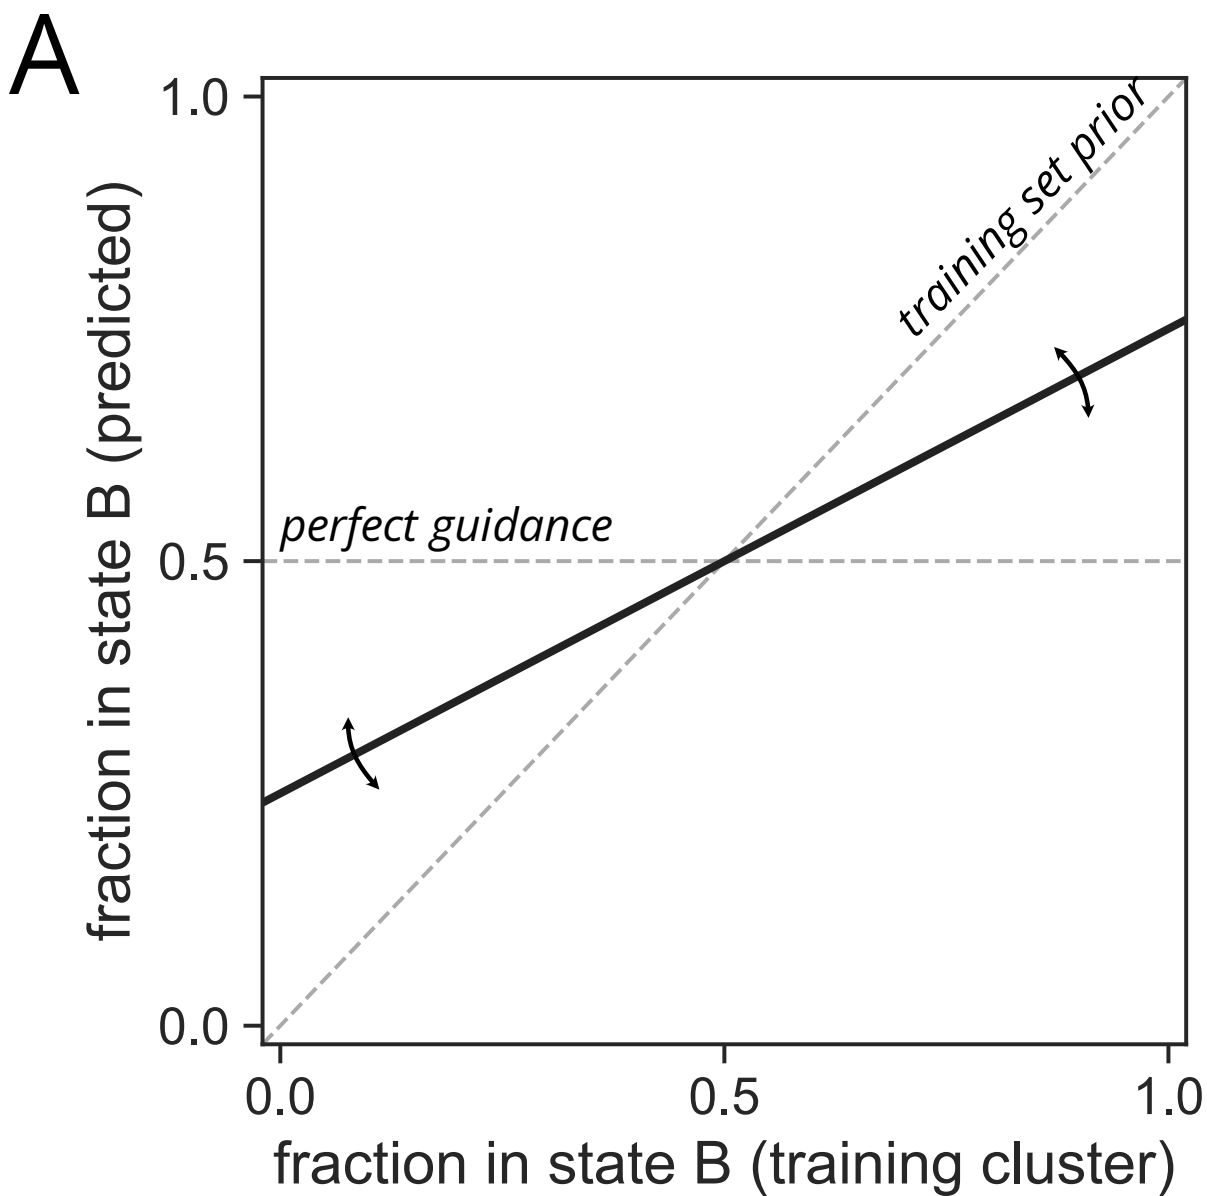 A
1.0
training set prior
fraction in state B (predicted)
perfect guidance
0.5
0.0
0.0 0.5 1.0
fraction in state B (training cluster)